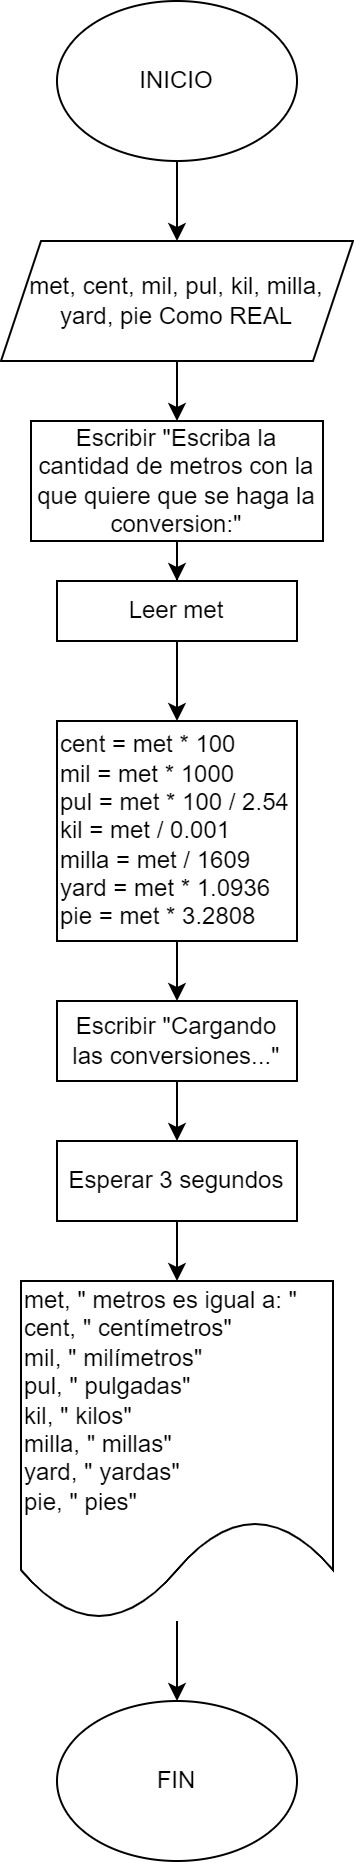 INICIO
met, cent, mil, pul, kil, milla,
yard, pie Como REAL
Escribir "Escriba la
cantidad de metros con la
que quiere que se haga la
conversion:"
Leer met
cent = met * 100
mil = met * 1000
pul = met * 100 / 2.54
kil = met / 0.001
milla = met / 1609
yard = met * 1.0936
pie = met * 3.2808
Escribir "Cargando
las conversiones..."
Esperar 3 segundos
met, " metros es igual a: "
cent, " centímetros"
mil, " milímetros"
pul, " pulgadas"
kil, " kilos"
milla, " millas"
yard, " yardas"
pie, " pies"
FIN